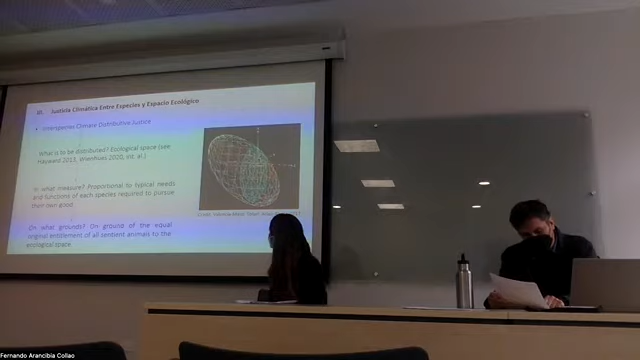 III. Justicia Climática Entre Especies y Espacio Ecológico
• Interspecies Climate Distributive Justice
What is to be distributed? Ecological space (see
Hayward 2013, Wienhues 2020, et. al.)
In what measure? Proportional to typical needs
and functions of each species required to pursue
their own good
On what grounds? On ground of the equal
original entitlement of all sentient animals to the
ecological space
Fernando Arancibia Collao